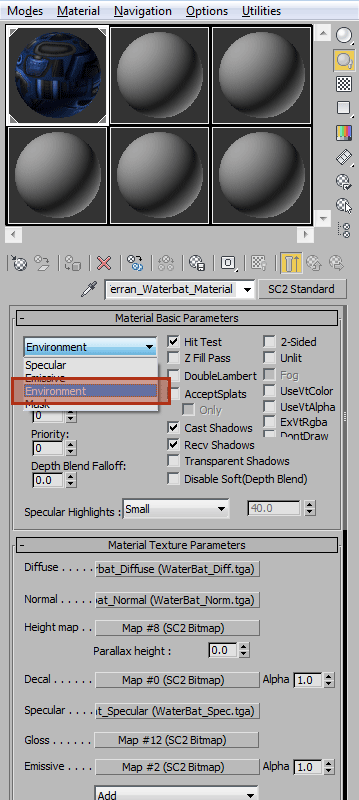 Modes Material Navigation Options Utilities
erran_Waterbat_Material SC2 Standard
- Material Basic Parameters
Environment
Specular
Emissive
Environment
Mask
0
Priority:
0
Depth Blend Falloff:
0.0
Hit Test
Z Fill Pass
DoubleLambert
AcceptSplats
Only
Cast Shadows
Recv Shadows
Transparent Shadows
Disable Soft(Depth Blend)
2-Sided
Unlit
Fog
UseVtColor
UseVtAlpha
ExVtRgba
DontDraw
Specular Highlights : Small 40.0
- Material Texture Parameters
Diffuse . . . . . rbat_Diffuse (WaterBat_Diff.tga)
Normal . . . . . bat_Normal (WaterBat_Norm.tga)
Height map . . Map #8 (SC2 Bitmap)
Parallax height : 0.0
Decal . . . . . . Map #0 (SC2 Bitmap) Alpha 1.0
Specular . . . . t_Specular (WaterBat_Spec.tga)
Gloss . . . . . . Map #12 (SC2 Bitmap)
Emissive . . . . Map #2 (SC2 Bitmap) Alpha 1.0
Add